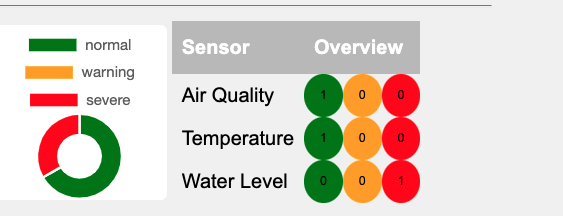 normal
warning
severe
Sensor Overview
Air Quality 1 0 0
Temperature 1 0 0
Water Level 0 0 1